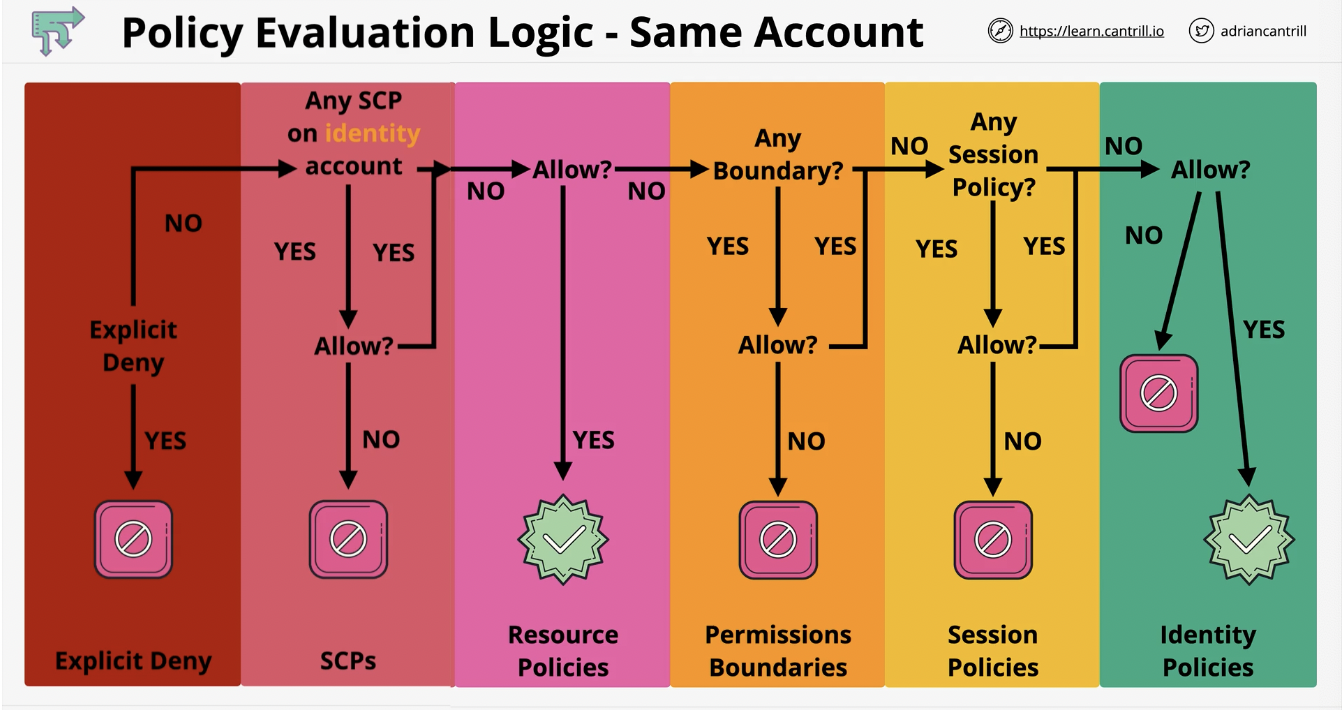 Policy Evaluation Logic - Same Account
https://learn.cantrill.io
adriancantrill
Explicit
Deny
NO
YES
Explicit Deny
Any SCP
on identity
account
NO
YES
YES
Allow?
NO
SCPs
Allow?
NO
YES
Resource
Policies
Any
Boundary?
NO
YES
YES
Allow?
NO
Permissions
Boundaries
Any
Session
Policy?
NO
YES
YES
Allow?
NO
Session
Policies
Allow?
NO
YES
Identity
Policies